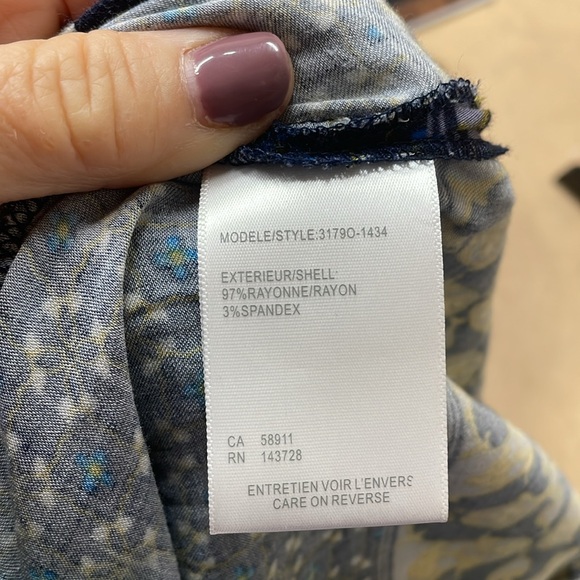 MODELE/STYLE:3179O-1434
EXTERIEUR/SHELL:
97%RAYONNE/RAYON
3%SPANDEX
CA 58911
RN 143728
ENTRETIEN VOIR L'ENVERS
CARE ON REVERSE